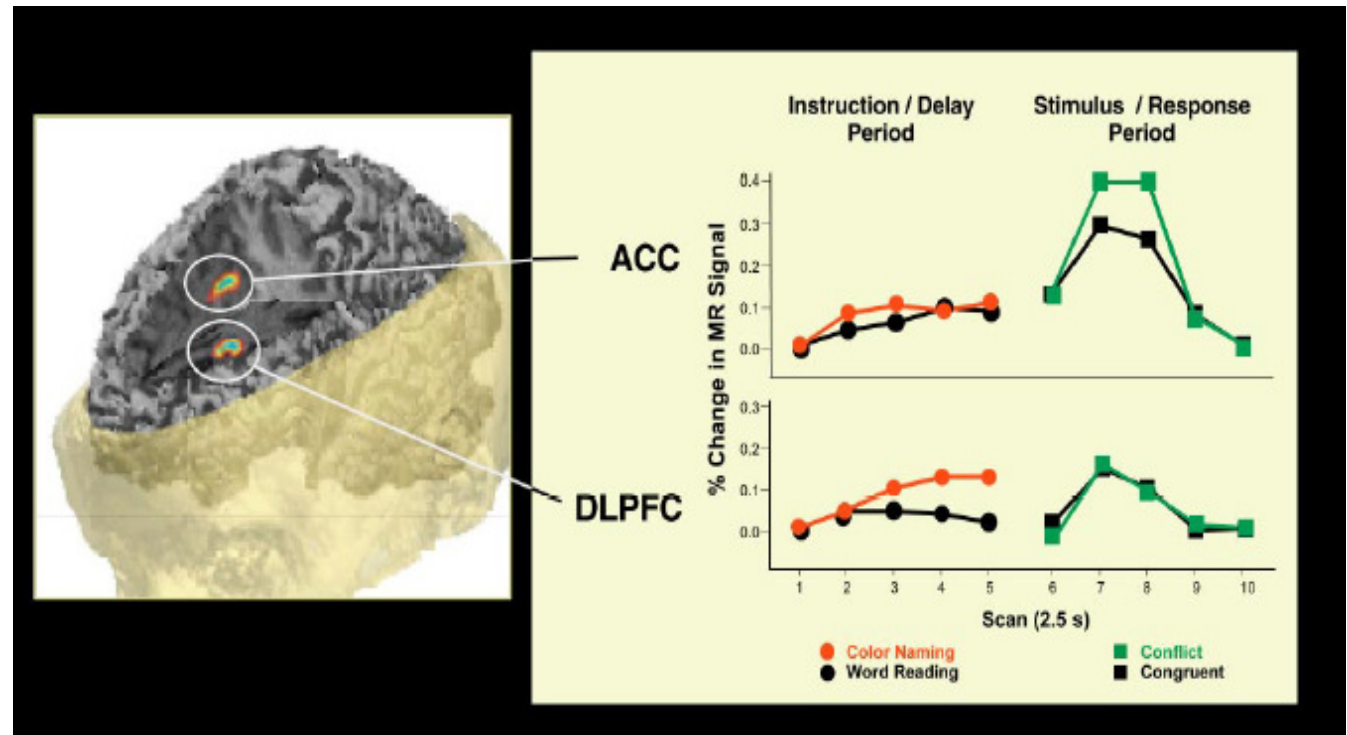 Instruction / Delay
Period
Stimulus / Response
Period
ACC
DLPFC
% Change in MR Signal
0.4
0.3
0.2
0.1
0.0
0.3
0.2
0.1
0.0
1 2 3 4 5 6 7 8 9 10
Scan (2.5 s)
Color Naming
Word Reading
Conflict
Congruent